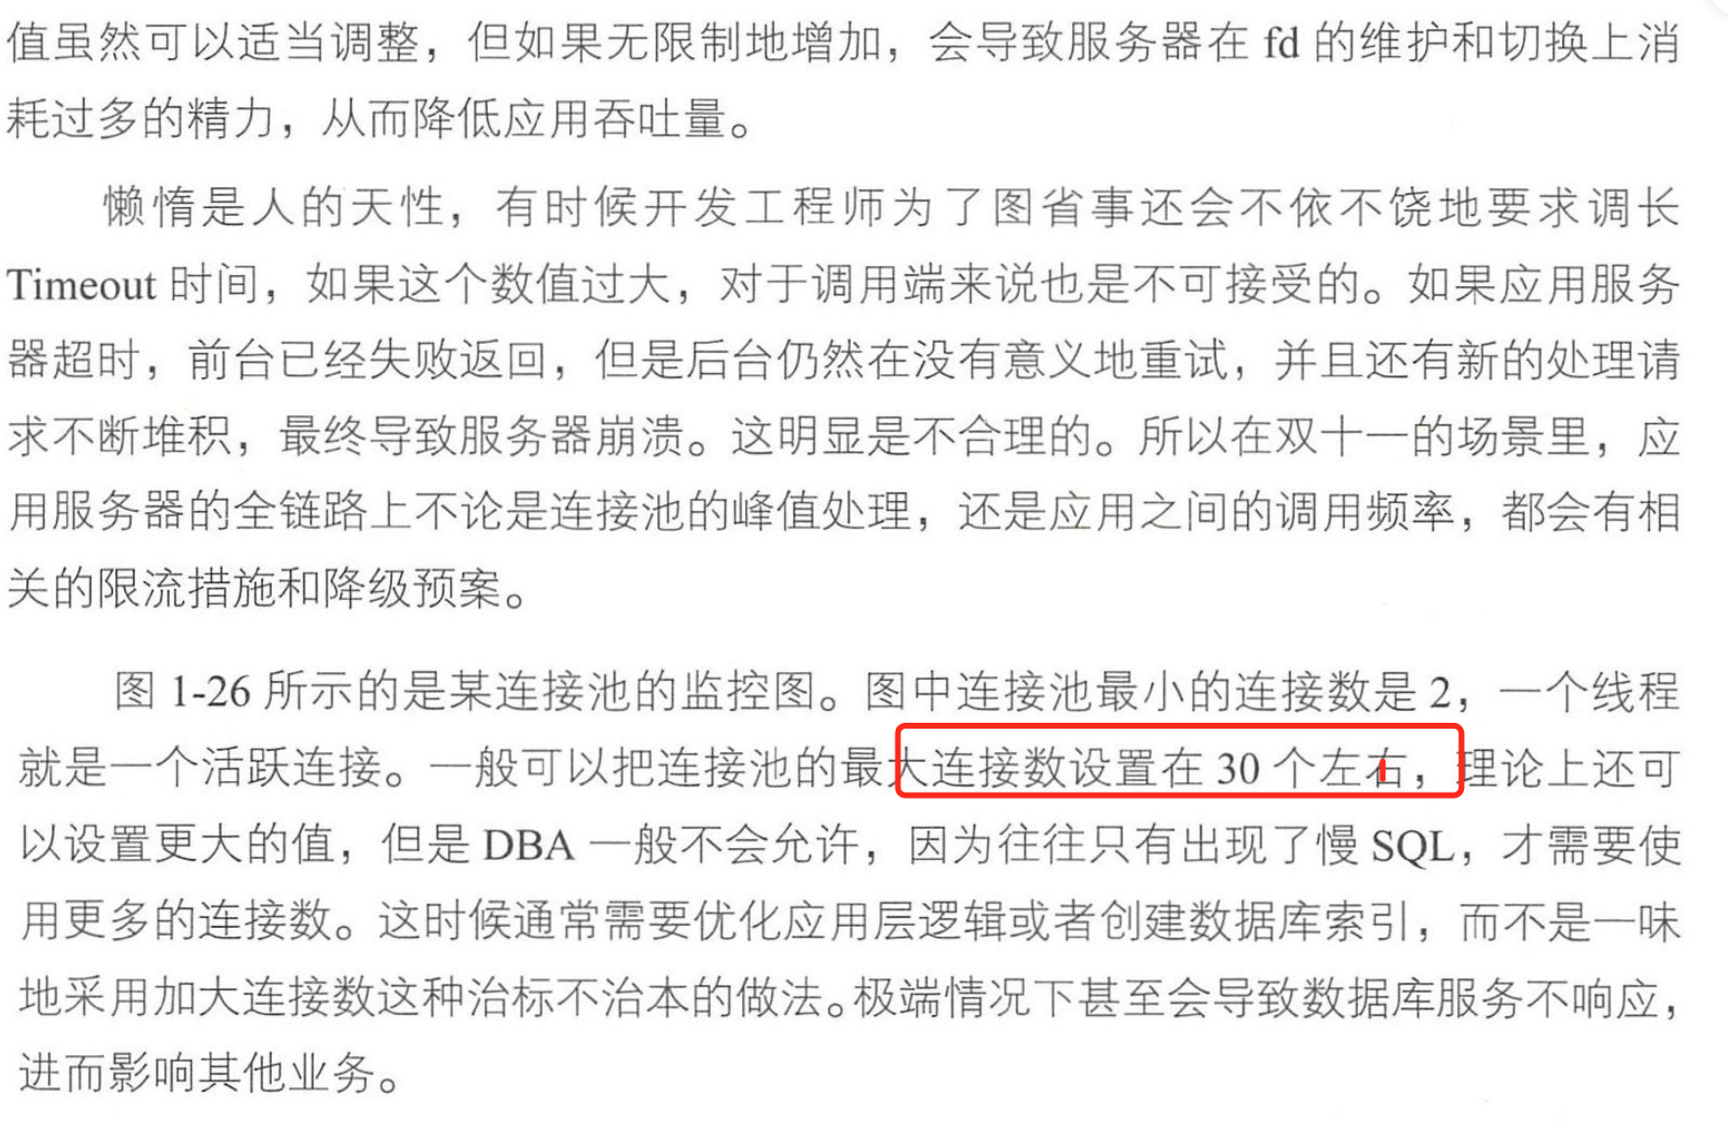 值虽然可以适当调整，但如果无限制地增加，会导致服务器在 fd 的维护和切换上消
耗过多的精力，从而降低应用吞吐量。
懒惰是人的天性，有时候开发工程师为了图省事还会不依不饶地要求调长
Timeout 时间，如果这个数值过大，对于调用端来说也是不可接受的。如果应用服务
器超时，前台已经失败返回，但是后台仍然在没有意义地重试，并且还有新的处理请
求不断堆积，最终导致服务器崩溃。这明显是不合理的。所以在双十一的场景里，应
用服务器的全链路上不论是连接池的峰值处理，还是应用之间的调用频率，都会有相
关的限流措施和降级预案。
图 1-26 所示的是某连接池的监控图。图中连接池最小的连接数是 2，一个线程
就是一个活跃连接。一般可以把连接池的最大连接数设置在 30 个左右，理论上还可
以设置更大的值，但是 DBA 一般不会允许，因为往往只有出现了慢 SQL，才需要使
用更多的连接数。这时候通常需要优化应用层逻辑或者创建数据库索引，而不是一味
地采用加大连接数这种治标不治本的做法。极端情况下甚至会导致数据库服务不响应，
进而影响其他业务。